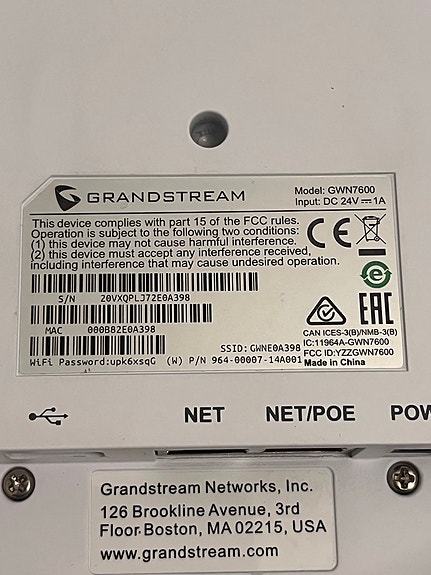 GRANDSTREAM
Model: GWN7600
Input: DC 24V⎓1A
This device complies with part 15 of the FCC rules.
Operation is subject to the following two conditions:
(1) this device may not cause harmful interference.
(2) this device must accept any interference received,
including interference that may cause undesired operation.
CE
e
S/N 20VXQPLJ72E0A398
EAC
MAC 000B82E0A398
CAN ICES-3(B)/NMB-3(B)
SSID: GWNE0A398
IC:11964A-GWN7600
FCC ID:YZZGWN7600
WiFi Password:upk6xsqG (W) P/N 964-00007-14A001
Made in China
NET NET/POE POW
Grandstream Networks, Inc.
126 Brookline Avenue, 3rd
Floor Boston, MA 02215, USA
www.grandstream.com